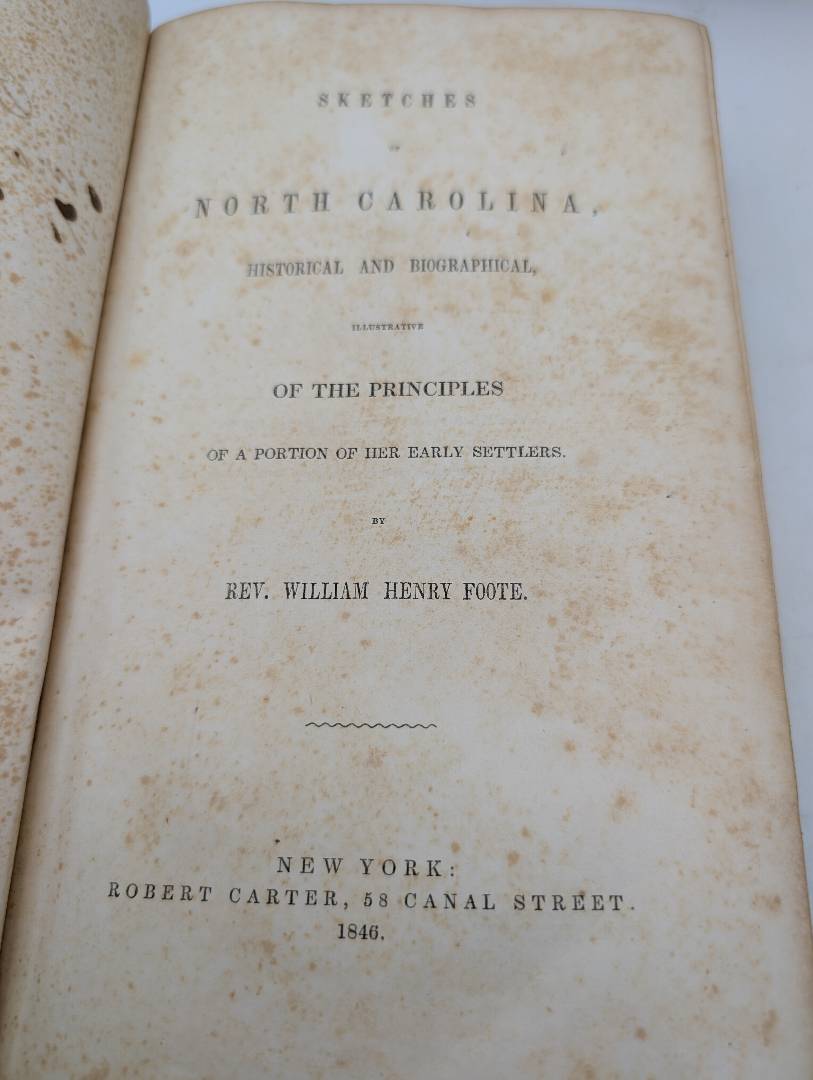 SKETCHES
OF
NORTH CAROLINA,
HISTORICAL AND BIOGRAPHICAL,
ILLUSTRATIVE
OF THE PRINCIPLES
OF A PORTION OF HER EARLY SETTLERS.
BY
REV. WILLIAM HENRY FOOTE.
NEW YORK:
ROBERT CARTER, 58 CANAL STREET.
1846.